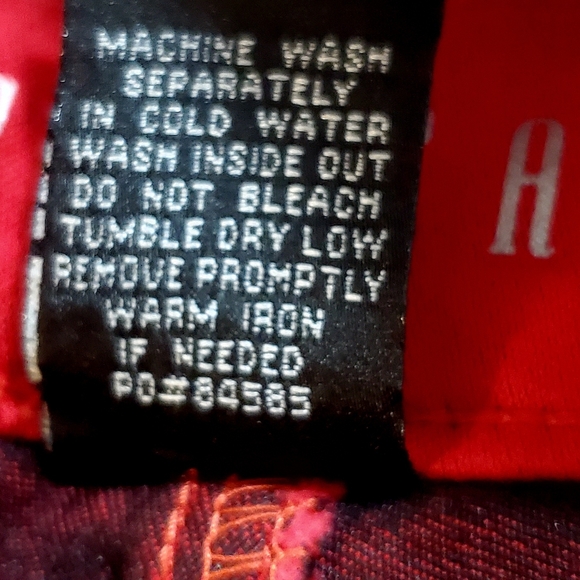 MACHINE WASH
SEPARATELY
IN COLD WATER
WASH INSIDE OUT
DO NOT BLEACH
TUMBLE DRY LOW
REMOVE PROMPTLY
WARM IRON
IF NEEDED
PO#84585
A